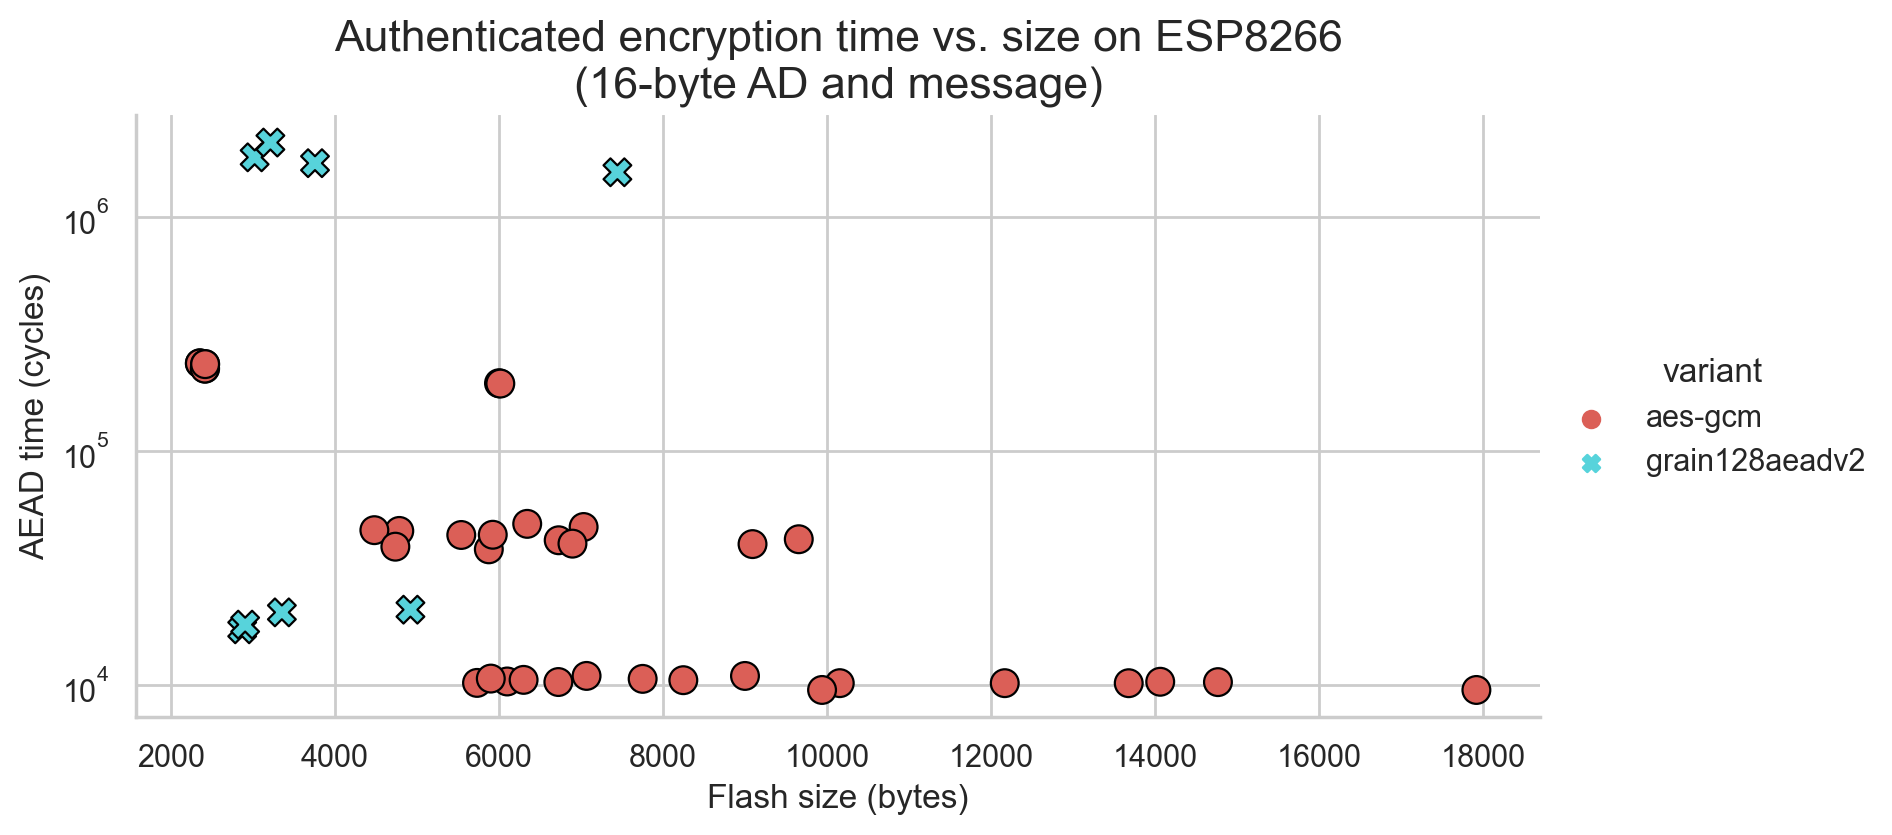 Authenticated encryption time vs. size on ESP8266
(16-byte AD and message)
AEAD time (cycles)
10^6
10^5
10^4
2000 4000 6000 8000 10000 12000 14000 16000 18000
Flash size (bytes)
variant
aes-gcm
grain128aeadv2